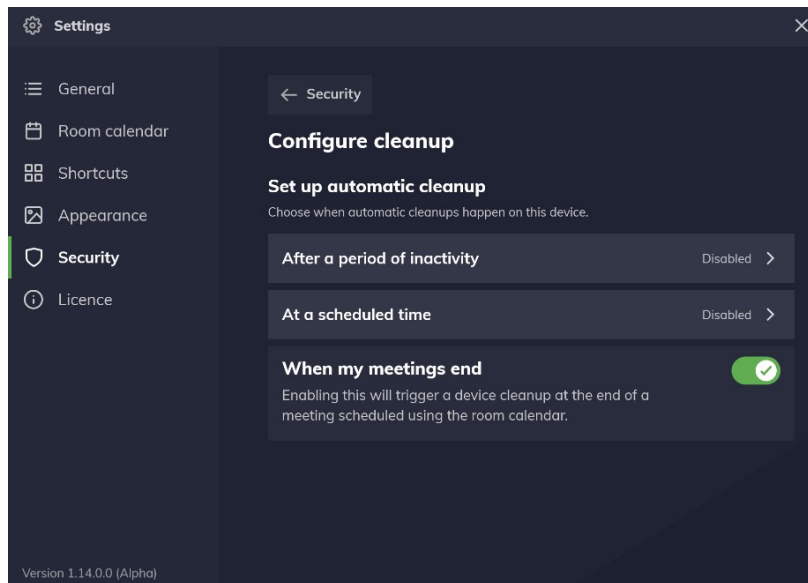 Settings
General
Room calendar
Shortcuts
Appearance
Security
Licence
Version 1.14.0.0 (Alpha)
Security
Configure cleanup
Set up automatic cleanup
Choose when automatic cleanups happen on this device.
After a period of inactivity Disabled
At a scheduled time Disabled
When my meetings end
Enabling this will trigger a device cleanup at the end of a
meeting scheduled using the room calendar.